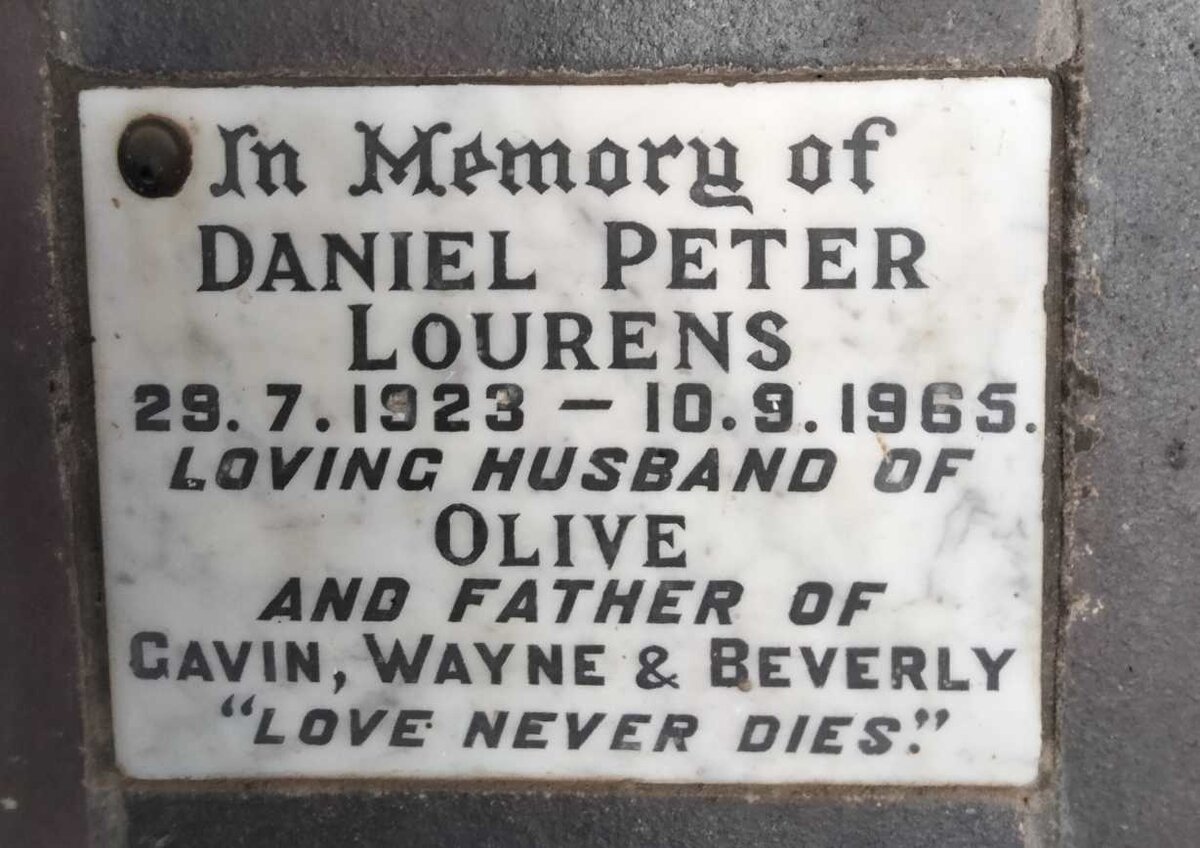 In Memory of
DANIEL PETER
LOURENS
29.7.1923 – 10.9.1965.
LOVING HUSBAND OF
OLIVE
AND FATHER OF
GAVIN, WAYNE & BEVERLY
"LOVE NEVER DIES."